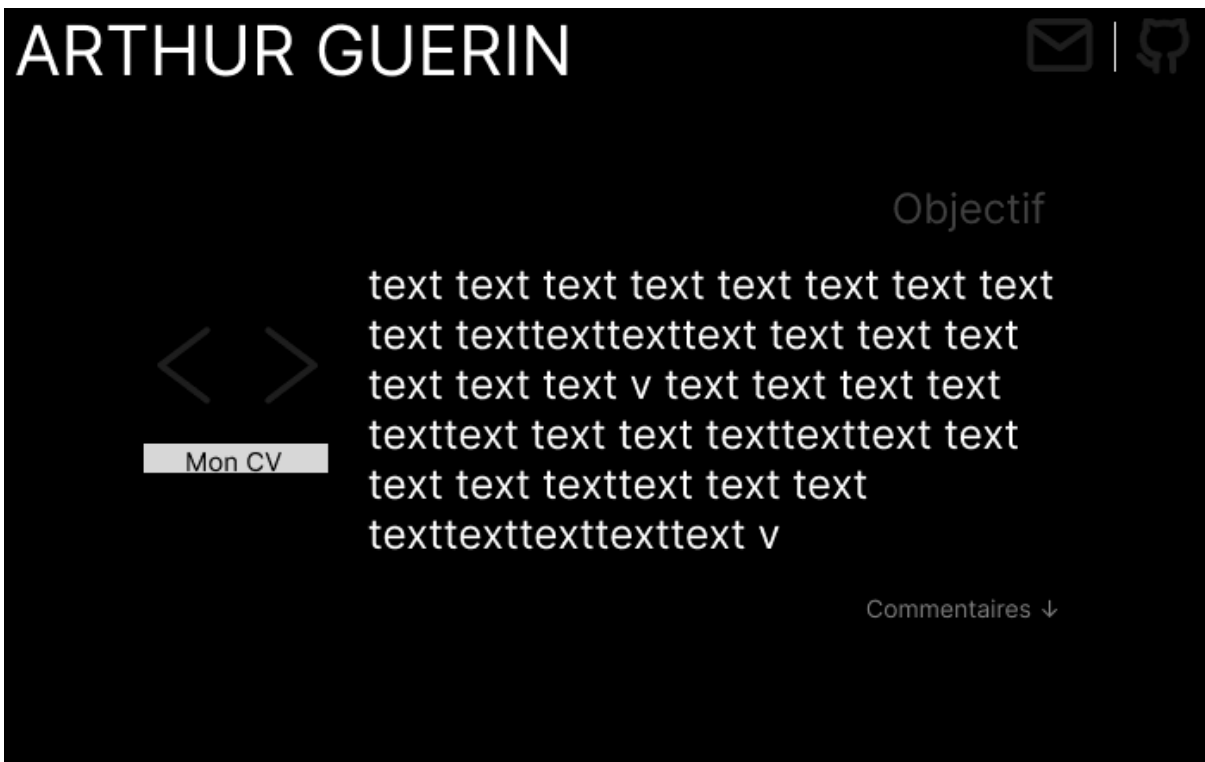 ARTHUR GUERIN
Objectif
text text text text text text text text
text texttexttexttext text text text
text text text v text text text text
texttext text text texttexttext text
text text texttext text text
texttexttexttexttext v
Mon CV
Commentaires ↓